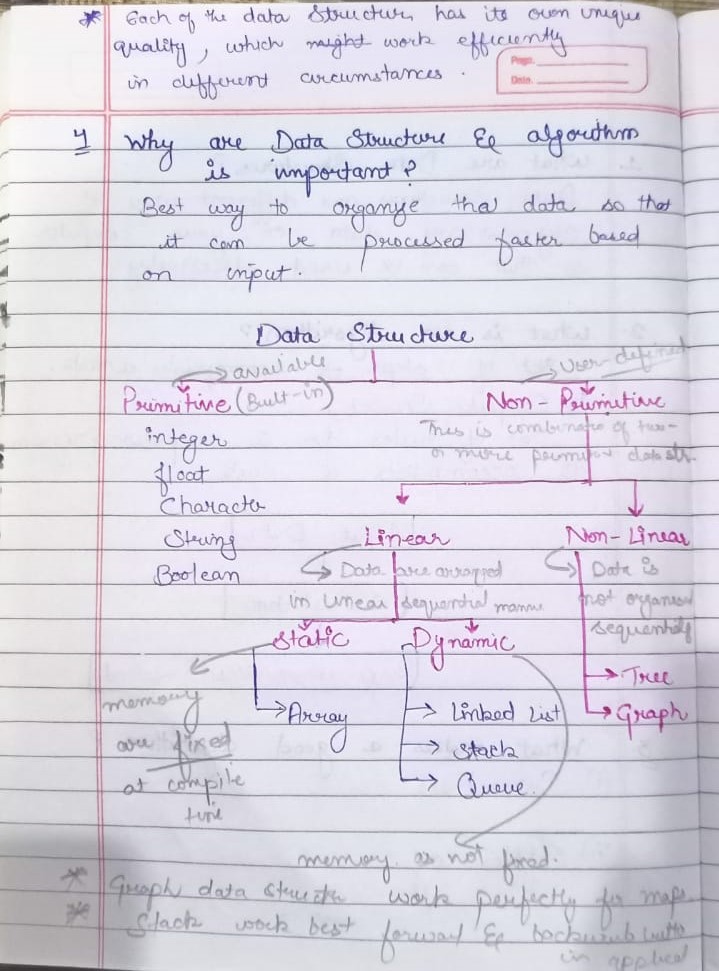 * Each of the data Structure has its own unique
quality, which might work efficiently
in different circumstances.
Page.
Date.
4 Why are Data Structure & algorithm
is important?
Best way to organize the data so that
it can be processed faster based
on input.
Data Structure
available
User-defined
Primitive (Built-in)
Non-Primitive
integer
This is combination of two
or more primitive data str.
float
Character
String
Linear
Non-Linear
Boolean
Data are arranged
Data is
in linear/sequential manner
not organised
sequentially
Static
Dynamic
Tree
memory
Array
Linked List
Graph
are fixed
Stack
at compile
Queue
time
memory is not fixed.
* Graph data structure work perfectly for maps
* Stack work best forward &
in applied